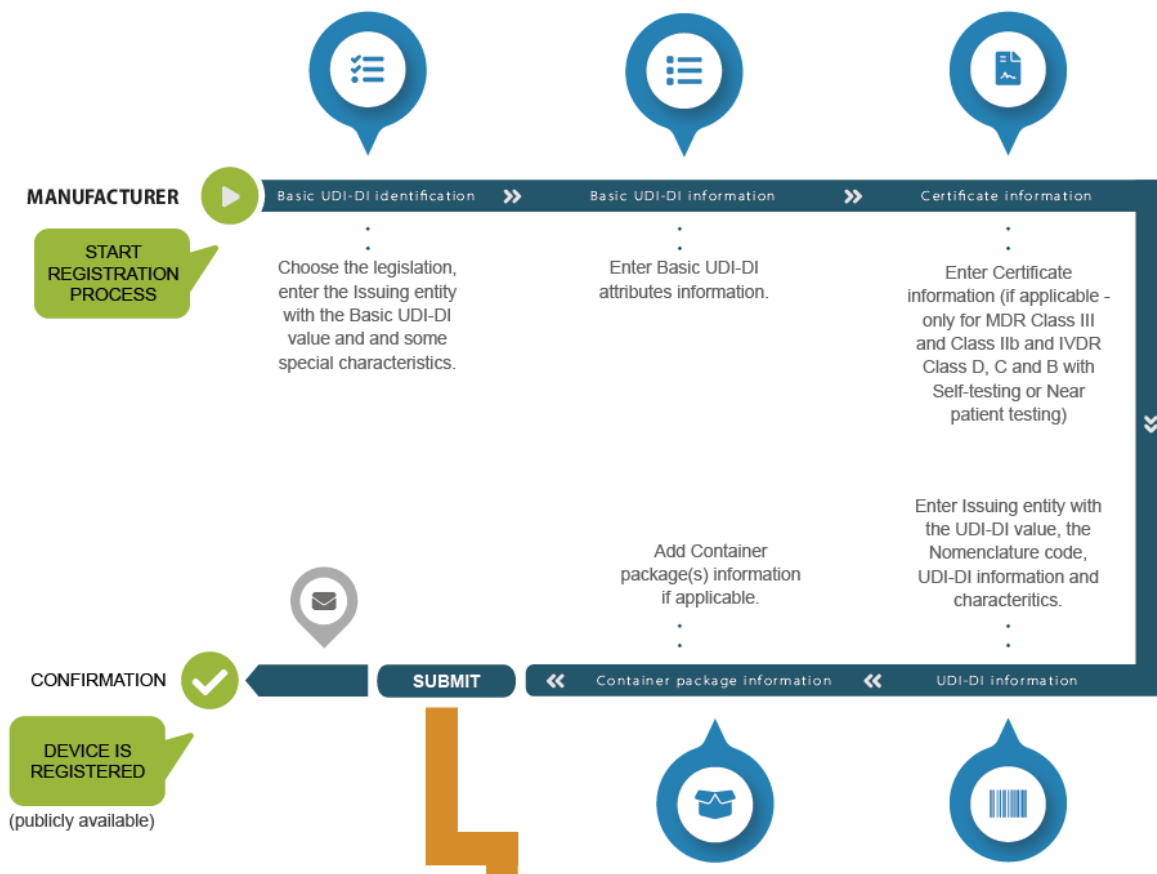 MANUFACTURER
Basic UDI-DI identification
Basic UDI-DI information
Certificate information
START
REGISTRATION
PROCESS
Choose the legislation,
enter the Issuing entity
with the Basic UDI-DI
value and and some
special characteristics.
Enter Basic UDI-DI
attributes information.
Enter Certificate
information (if applicable -
only for MDR Class III
and Class IIb and IVDR
Class D, C and B with
Self-testing or Near
patient testing)
Enter Issuing entity with
the UDI-DI value, the
Nomenclature code,
UDI-DI information and
characteritics.
Add Container
package(s) information
if applicable.
UDI-DI information
Container package information
SUBMIT
CONFIRMATION
DEVICE IS
REGISTERED
(publicly available)